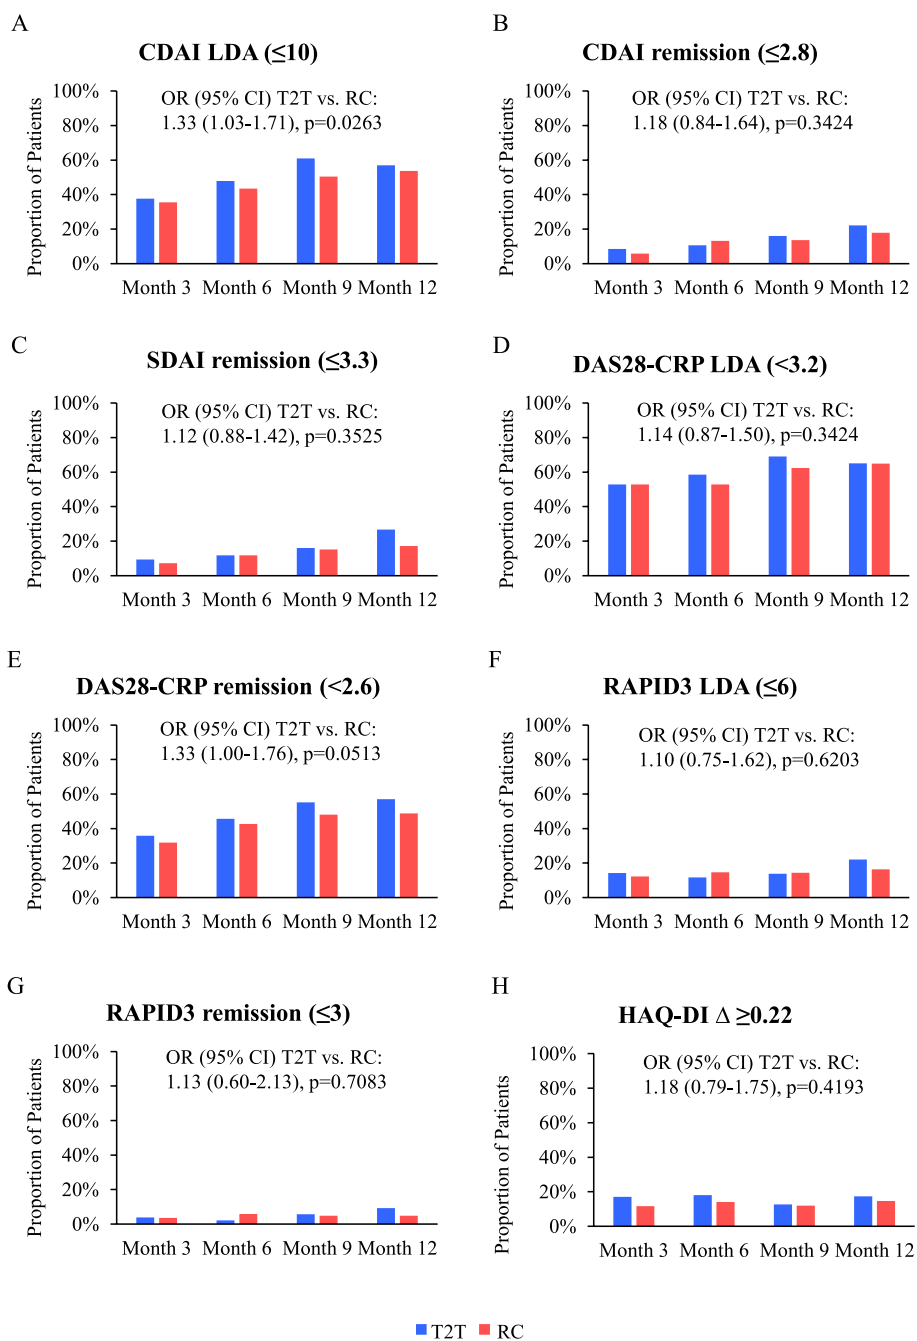 A
CDAI LDA (≤10)
OR (95% CI) T2T vs. RC:
1.33 (1.03-1.71), p=0.0263
Proportion of Patients
100%
80%
60%
40%
20%
0%
Month 3 Month 6 Month 9 Month 12
B
CDAI remission (≤2.8)
OR (95% CI) T2T vs. RC:
1.18 (0.84-1.64), p=0.3424
Proportion of Patients
100%
80%
60%
40%
20%
0%
Month 3 Month 6 Month 9 Month 12
C
SDAI remission (≤3.3)
OR (95% CI) T2T vs. RC:
1.12 (0.88-1.42), p=0.3525
Proportion of Patients
100%
80%
60%
40%
20%
0%
Month 3 Month 6 Month 9 Month 12
D
DAS28-CRP LDA (<3.2)
OR (95% CI) T2T vs. RC:
1.14 (0.87-1.50), p=0.3424
Proportion of Patients
100%
80%
60%
40%
20%
0%
Month 3 Month 6 Month 9 Month 12
E
DAS28-CRP remission (<2.6)
OR (95% CI) T2T vs. RC:
1.33 (1.00-1.76), p=0.0513
Proportion of Patients
100%
80%
60%
40%
20%
0%
Month 3 Month 6 Month 9 Month 12
F
RAPID3 LDA (≤6)
OR (95% CI) T2T vs. RC:
1.10 (0.75-1.62), p=0.6203
Proportion of Patients
100%
80%
60%
40%
20%
0%
Month 3 Month 6 Month 9 Month 12
G
RAPID3 remission (≤3)
OR (95% CI) T2T vs. RC:
1.13 (0.60-2.13), p=0.7083
Proportion of Patients
100%
80%
60%
40%
20%
0%
Month 3 Month 6 Month 9 Month 12
H
HAQ-DI Δ ≥0.22
OR (95% CI) T2T vs. RC:
1.18 (0.79-1.75), p=0.4193
Proportion of Patients
100%
80%
60%
40%
20%
0%
Month 3 Month 6 Month 9 Month 12
T2T RC